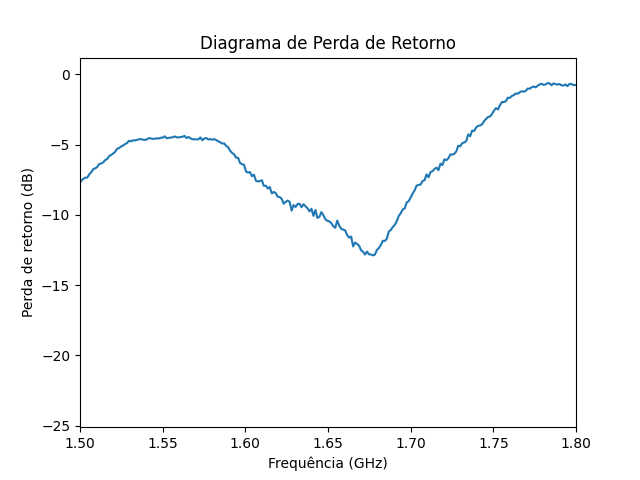 Diagrama de Perda de Retorno
0
−5
−10
−15
−20
−25
Perda de retorno (dB)
1.50 1.55 1.60 1.65 1.70 1.75 1.80
Frequência (GHz)